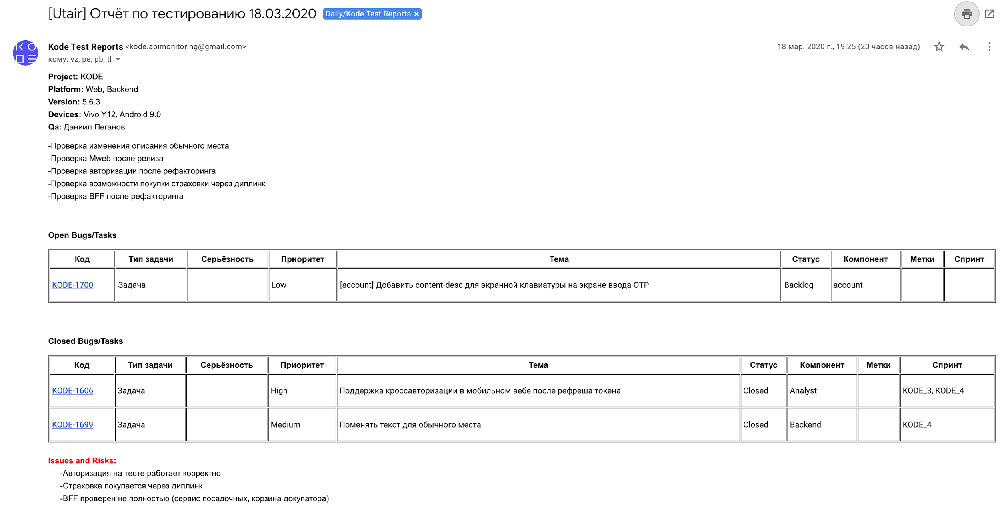 [Utair] Отчёт по тестированию 18.03.2020 Daily/Kode Test Reports ×
Kode Test Reports <kode.apimonitoring@gmail.com> 18 мар. 2020 г., 19:25 (20 часов назад)
кому: vz, pe, pb, tl
Project: KODE
Platform: Web, Backend
Version: 5.6.3
Devices: Vivo Y12, Android 9.0
Qa: Даниил Пеганов
-Проверка изменения описания обычного места
-Проверка Mweb после релиза
-Проверка авторизации после рефакторинга
-Проверка возможности покупки страховки через диплинк
-Проверка BFF после рефакторинга
Open Bugs/Tasks
Код Тип задачи Серьёзность Приоритет Тема Статус Компонент Метки Спринт
KODE-1700 Задача Low [account] Добавить content-desc для экранной клавиатуры на экране ввода OTP Backlog account
Closed Bugs/Tasks
Код Тип задачи Серьёзность Приоритет Тема Статус Компонент Метки Спринт
KODE-1606 Задача High Поддержка кроссавторизации в мобильном вебе после рефреша токена Closed Analyst KODE_3, KODE_4
KODE-1699 Задача Medium Поменять текст для обычного места Closed Backend KODE_4
Issues and Risks:
-Авторизация на тесте работает корректно
-Страховка покупается через диплинк
-BFF проверен не полностью (сервис посадочных, корзина докупатора)